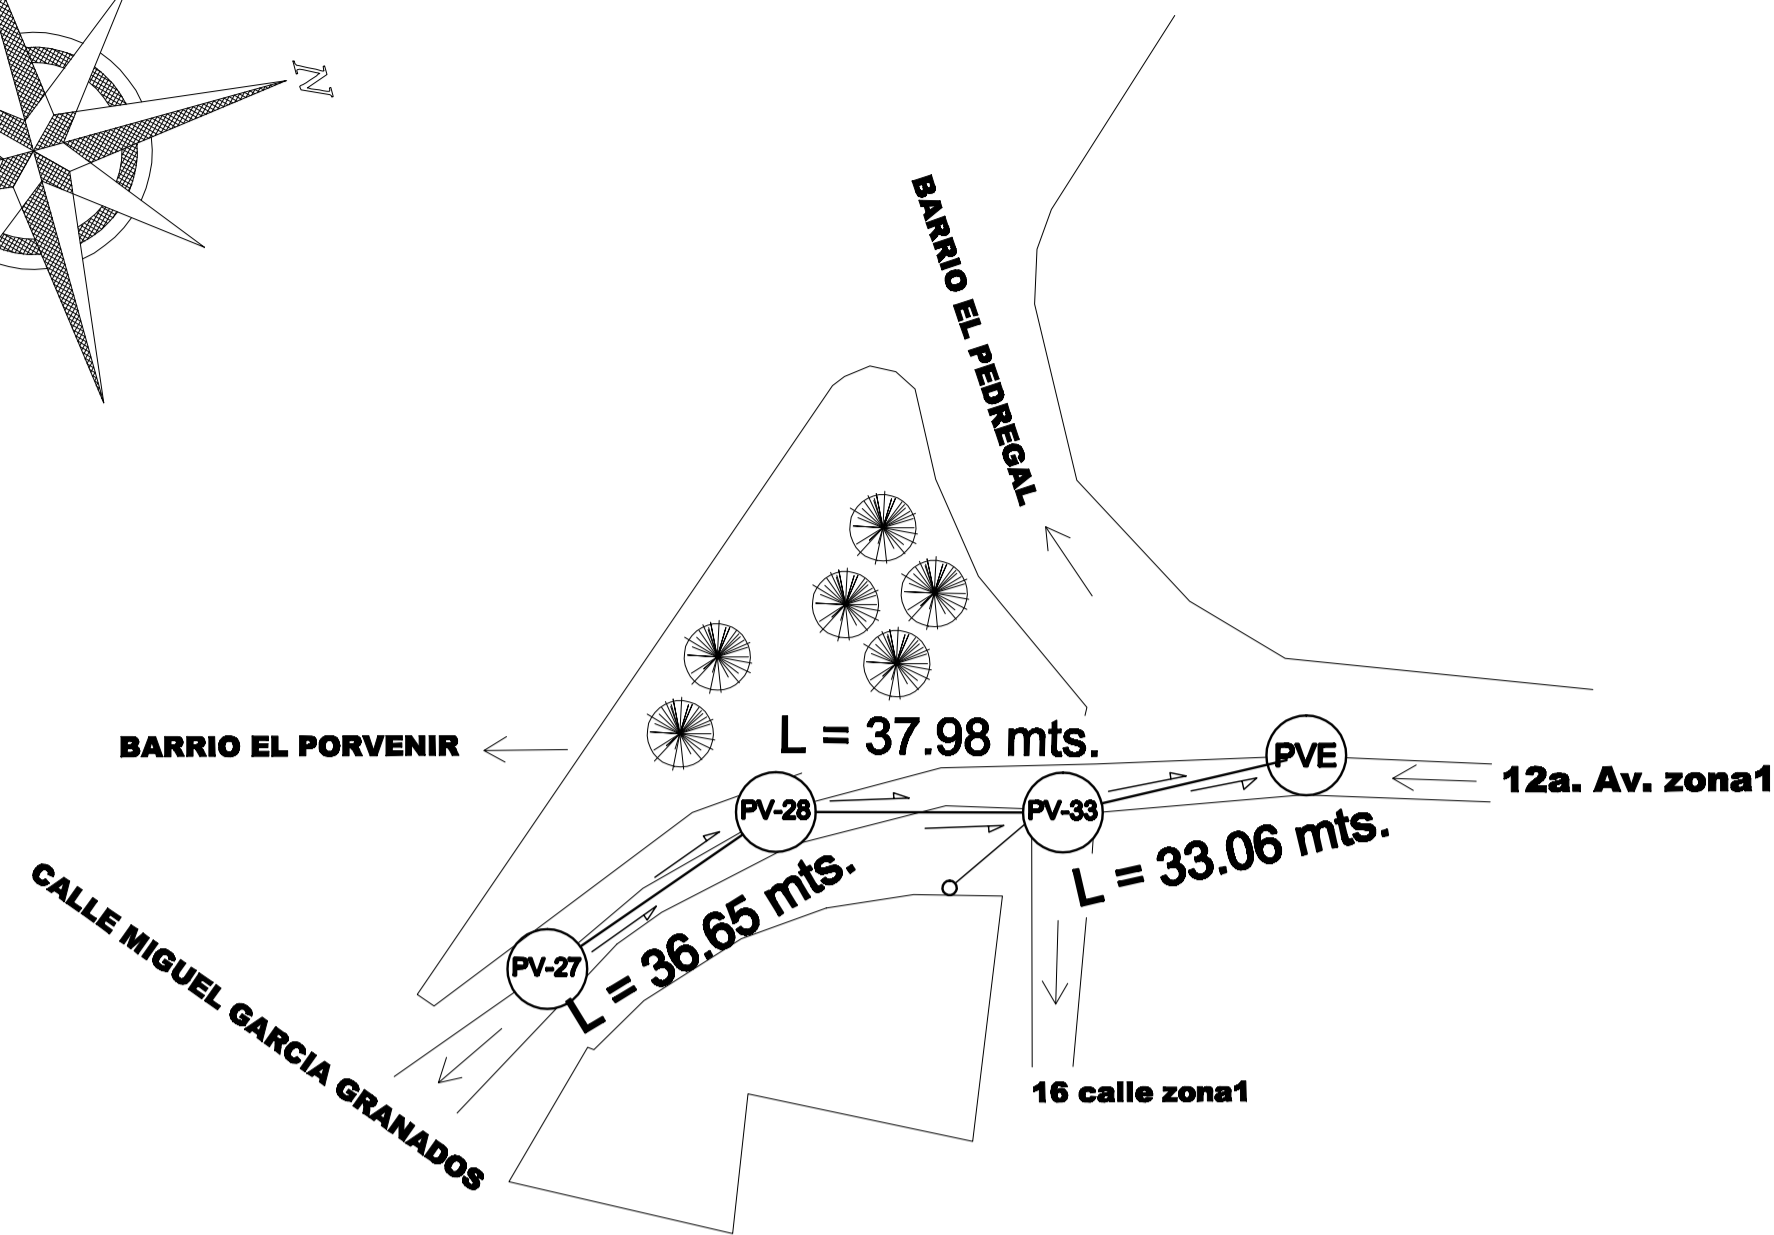 N
BARRIO EL PEDREGAL
L = 37.98 mts.
BARRIO EL PORVENIR
PVE
12a. Av. zona1
PV-28
PV-33
L = 33.06 mts.
L = 36.65 mts.
PV-27
CALLE MIGUEL GARCIA GRANADOS
16 calle zona1